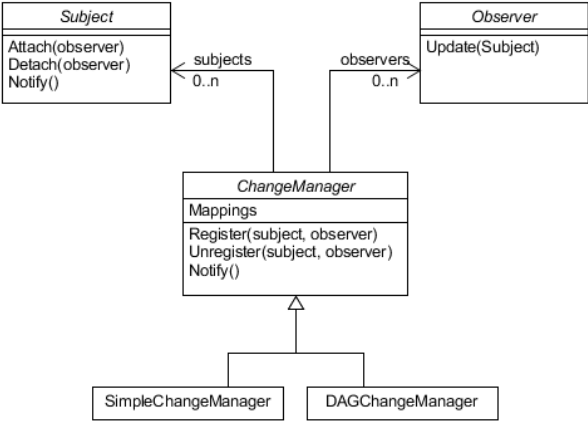 Subject
Attach(observer)
Detach(observer)
Notify()
Observer
Update(Subject)
subjects
0..n
observers
0..n
ChangeManager
Mappings
Register(subject, observer)
Unregister(subject, observer)
Notify()
SimpleChangeManager
DAGChangeManager